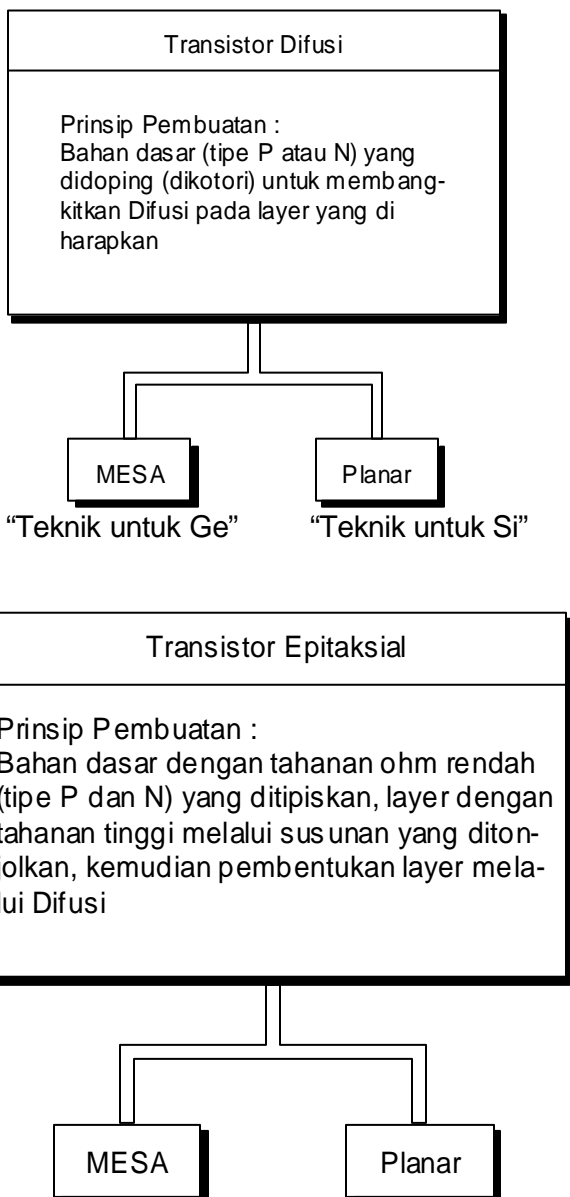 Transistor Difusi
Prinsip Pembuatan :
Bahan dasar (tipe P atau N) yang
didoping (dikotori) untuk membang-
kitkan Difusi pada layer yang di
harapkan
MESA
Planar
“Teknik untuk Ge”
“Teknik untuk Si”
Transistor Epitaksial
Prinsip Pembuatan :
Bahan dasar dengan tahanan ohm rendah
(tipe P dan N) yang ditipiskan, layer dengan
tahanan tinggi melalui susunan yang diton-
jolkan, kemudian pembentukan layer mela-
lui Difusi
MESA
Planar